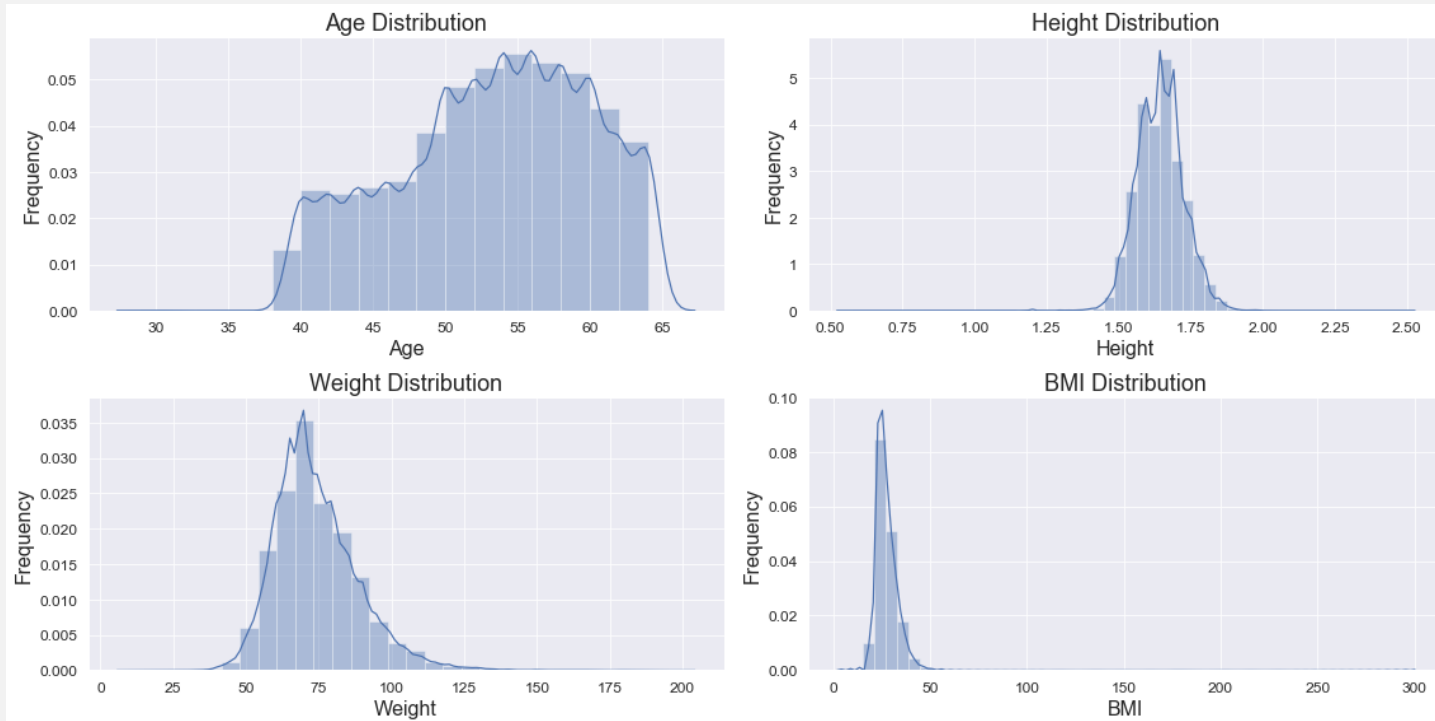 Age Distribution
Frequency
0.05
0.04
0.03
0.02
0.01
0.00
30 35 40 45 50 55 60 65
Age
Height Distribution
Frequency
5
4
3
2
1
0
0.50 0.75 1.00 1.25 1.50 1.75 2.00 2.25 2.50
Height
Weight Distribution
Frequency
0.035
0.030
0.025
0.020
0.015
0.010
0.005
0.000
0 25 50 75 100 125 150 175 200
Weight
BMI Distribution
Frequency
0.10
0.08
0.06
0.04
0.02
0.00
0 50 100 150 200 250 300
BMI